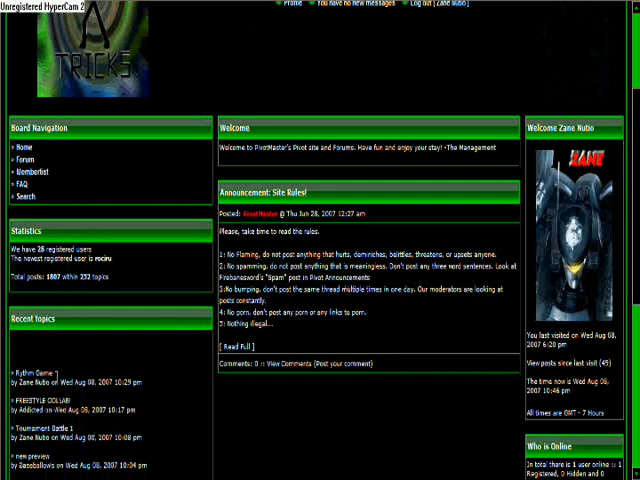 Unregistered HyperCam 2
Profile You have no new messages Log out [ Zane Nutio ]
TRICKS
Board Navigation
» Home
» Forum
» Memberlist
» FAQ
» Search
Statistics
We have 28 registered users
The newest registered user is rociru
Total posts: 1807 within 252 topics
Recent topics
» Rythm Game
by Zane Nutio on Wed Aug 08, 2007 10:29 pm
» FREESTYLE COLLAB!
by Addicted on Wed Aug 08, 2007 10:17 pm
» Tournament Battle 1
by Zane Nutio on Wed Aug 08, 2007 10:08 pm
» new preview
by Baseballows on Wed Aug 08, 2007 10:04 pm
Welcome
Welcome to PivotMaster's Pivot site and Forums. Have fun and enjoy your stay! -The Management
Announcement: Site Rules!
Posted: @ Thu Jun 28, 2007 12:27 am
Please, take time to read the rules.
1: No Flaming, do not post anything that hurts, deminiches, belittles, threatens, or upsets anyone.
2: No spamming, do not post anything that is meaningless. Don't post any three word sentences. Look at
Firabanesword's "Spam" post in Pivot Announcements
3:No bumping, don't post the same thread multiple times in one day. Our moderators are looking at
posts constantly.
4: No porn, don't post any porn or any links to porn.
5: Nothing illegal...
[ Read Full ]
Comments: 0 :: View Comments (Post your comment)
Welcome Zane Nutio
ZANE
You last visited on Wed Aug 08,
2007 6:20 pm
View posts since last visit (49)
The time now is Wed Aug 08,
2007 10:46 pm
All times are GMT - 7 Hours
Who is Online
In total there is 1 user online :: 1
Registered, 0 Hidden and 0